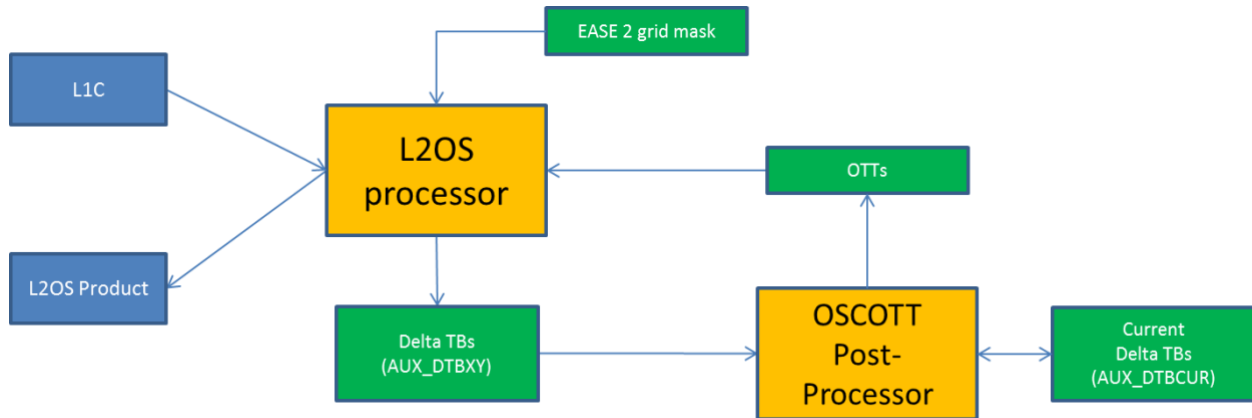 EASE 2 grid mask
L1C
L2OS
processor
OTTs
L2OS Product
Delta TBs
(AUX_DTBXY)
OSCOTT
Post-
Processor
Current
Delta TBs
(AUX_DTBCUR)